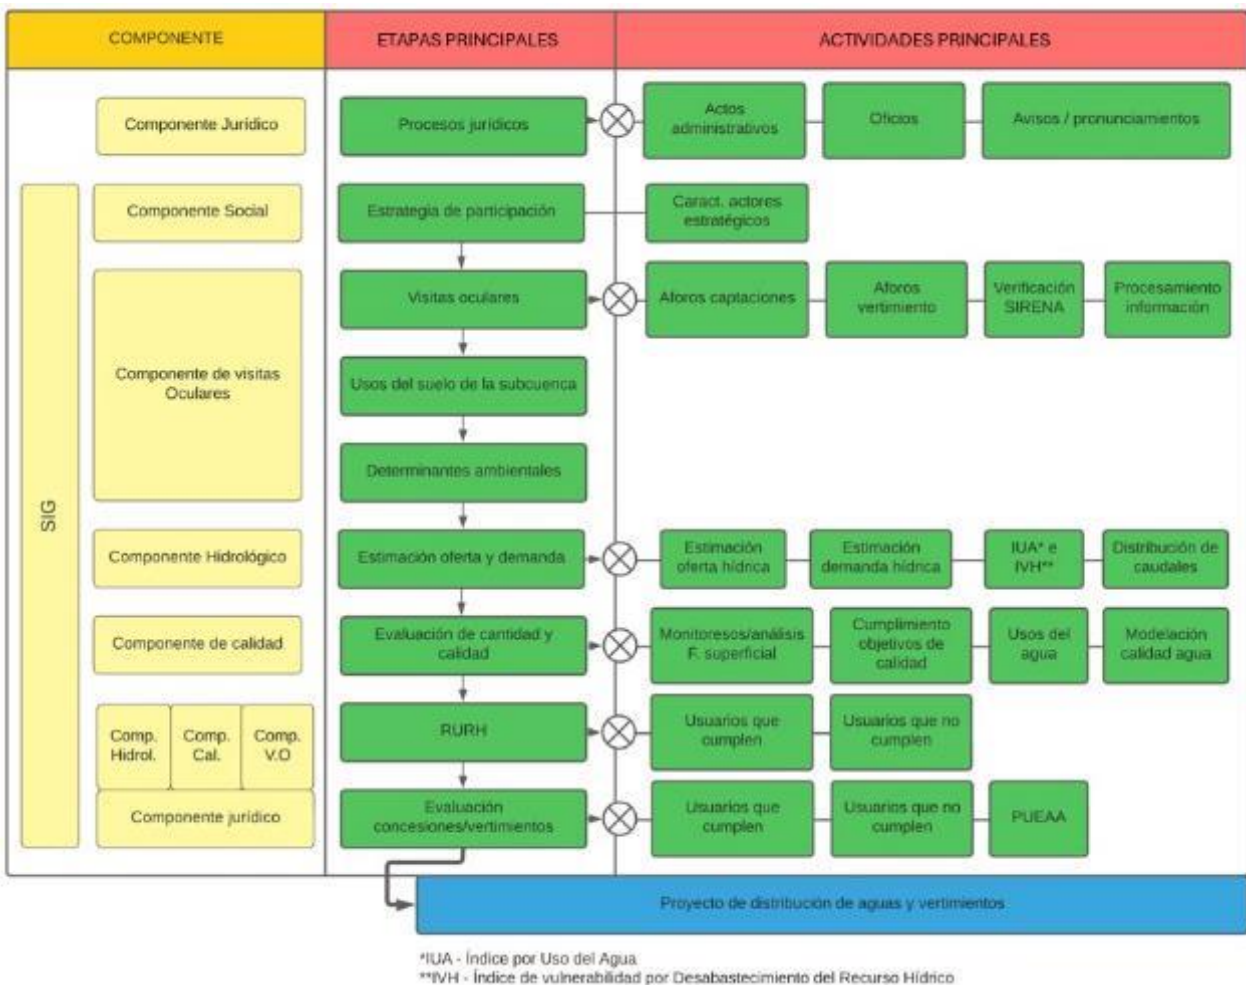 COMPONENTE
ETAPAS PRINCIPALES
ACTIVIDADES PRINCIPALES
Componente Jurídico
Procesos jurídicos
Actos
administrativos
Oficios
Avisos / pronunciamientos
SIG
Componente Social
Estrategia de participación
Caract. actores
estratégicos
Componente de visitas
Oculares
Visitas oculares
Aforos captaciones
Aforos
vertimiento
Verificación
SIRENA
Procesamiento
información
Usos del suelo de la subcuenca
Determinantes ambientales
Componente Hidrológico
Estimación oferta y demanda
Estimación
oferta hídrica
Estimación
demanda hídrica
IUA* e
IVH**
Distribución de
caudales
Componente de calidad
Evaluación de cantidad y
calidad
Monitoresos/análisis
F. superficial
Cumplimiento
objetivos de
calidad
Usos del
agua
Modelación
calidad agua
Comp.
Hidrol.
Comp.
Cal.
Comp.
V.O
RURH
Usuarios que
cumplen
Usuarios que no
cumplen
Componente jurídico
Evaluación
concesiones/vertimientos
Usuarios que
cumplen
Usuarios que no
cumplen
PUEAA
Proyecto de distribución de aguas y vertimientos
*IUA - Índice por Uso del Agua
**IVH - Índice de vulnerabilidad por Desabastecimiento del Recurso Hídrico